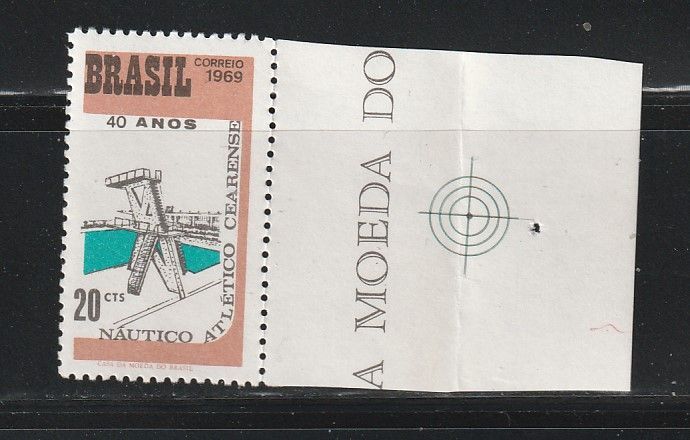 BRASIL
CORREIO
1969
40 ANOS
20 CTS
NÁUTICO ATLÉTICO CEARENSE
CASA DA MOEDA DO BRASIL
A MOEDA DO